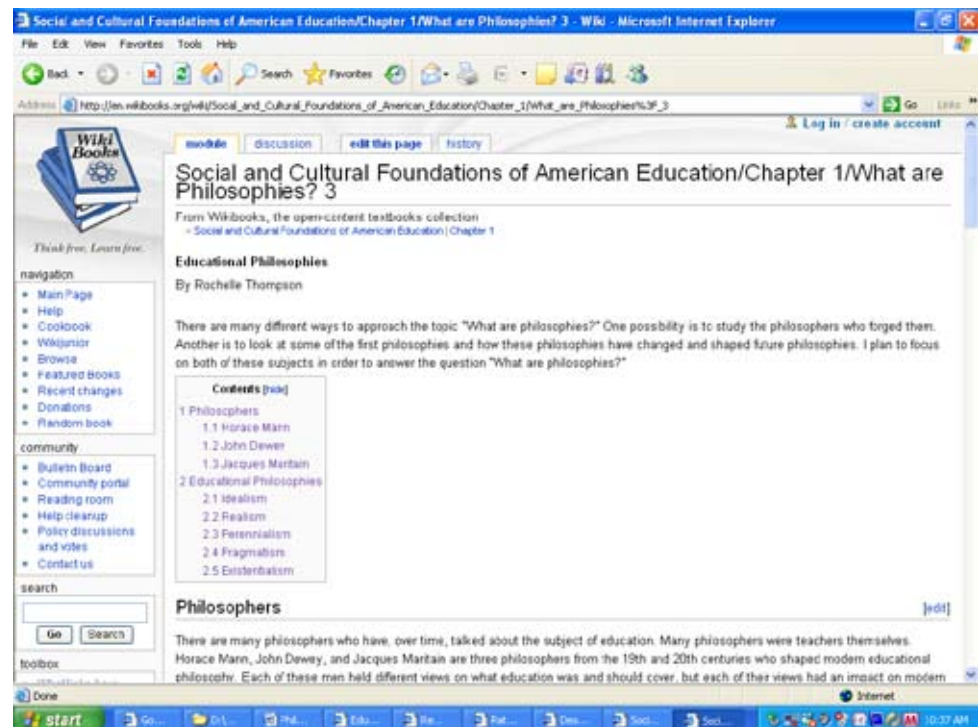 Social and Cultural Foundations of American Education/Chapter 1/What are Philosophies? 3 - Wiki - Microsoft Internet Explorer
File Edit View Favorites Tools Help
Back Search Favorites
Address http://en.wikibooks.org/wiki/Social_and_Cultural_Foundations_of_American_Education/Chapter_1/What_are_Philosophies%3F_3 Go Links
Log in / create account
Wiki
Books
Think free. Learn free.
module discussion edit this page history
Social and Cultural Foundations of American Education/Chapter 1/What are
Philosophies? 3
From Wikibooks, the open-content textbooks collection
< Social and Cultural Foundations of American Education | Chapter 1
Educational Philosophies
By Rochelle Thompson
There are many different ways to approach the topic "What are philosophies?" One possibility is to study the philosophers who forged them.
Another is to look at some of the first philosophies and how these philosophies have changed and shaped future philosophies. I plan to focus
on both of these subjects in order to answer the question "What are philosophies?"
Contents [hide]
1 Philosophers
1.1 Horace Mann
1.2 John Dewey
1.3 Jacques Maritain
2 Educational Philosophies
2.1 Idealism
2.2 Realism
2.3 Perennialism
2.4 Pragmatism
2.5 Existentialism
Philosophers [edit]
There are many philosophers who have, over time, talked about the subject of education. Many philosophers were teachers themselves.
Horace Mann, John Dewey, and Jacques Maritain are three philosophers from the 19th and 20th centuries who shaped modern educational
philosophy. Each of these men held different views on what education was and should cover, but each of their views had an impact on modern
navigation
Main Page
Help
Cookbook
Wikijunior
Browse
Featured Books
Recent changes
Donations
Random book
community
Bulletin Board
Community portal
Reading room
Help cleanup
Policy discussions
and votes
Contact us
search
Go Search
toolbox
Done Internet
start Go... D:\... Phil... Edu... Re... Pat... Des... Soci... Soci... 10:37 AM